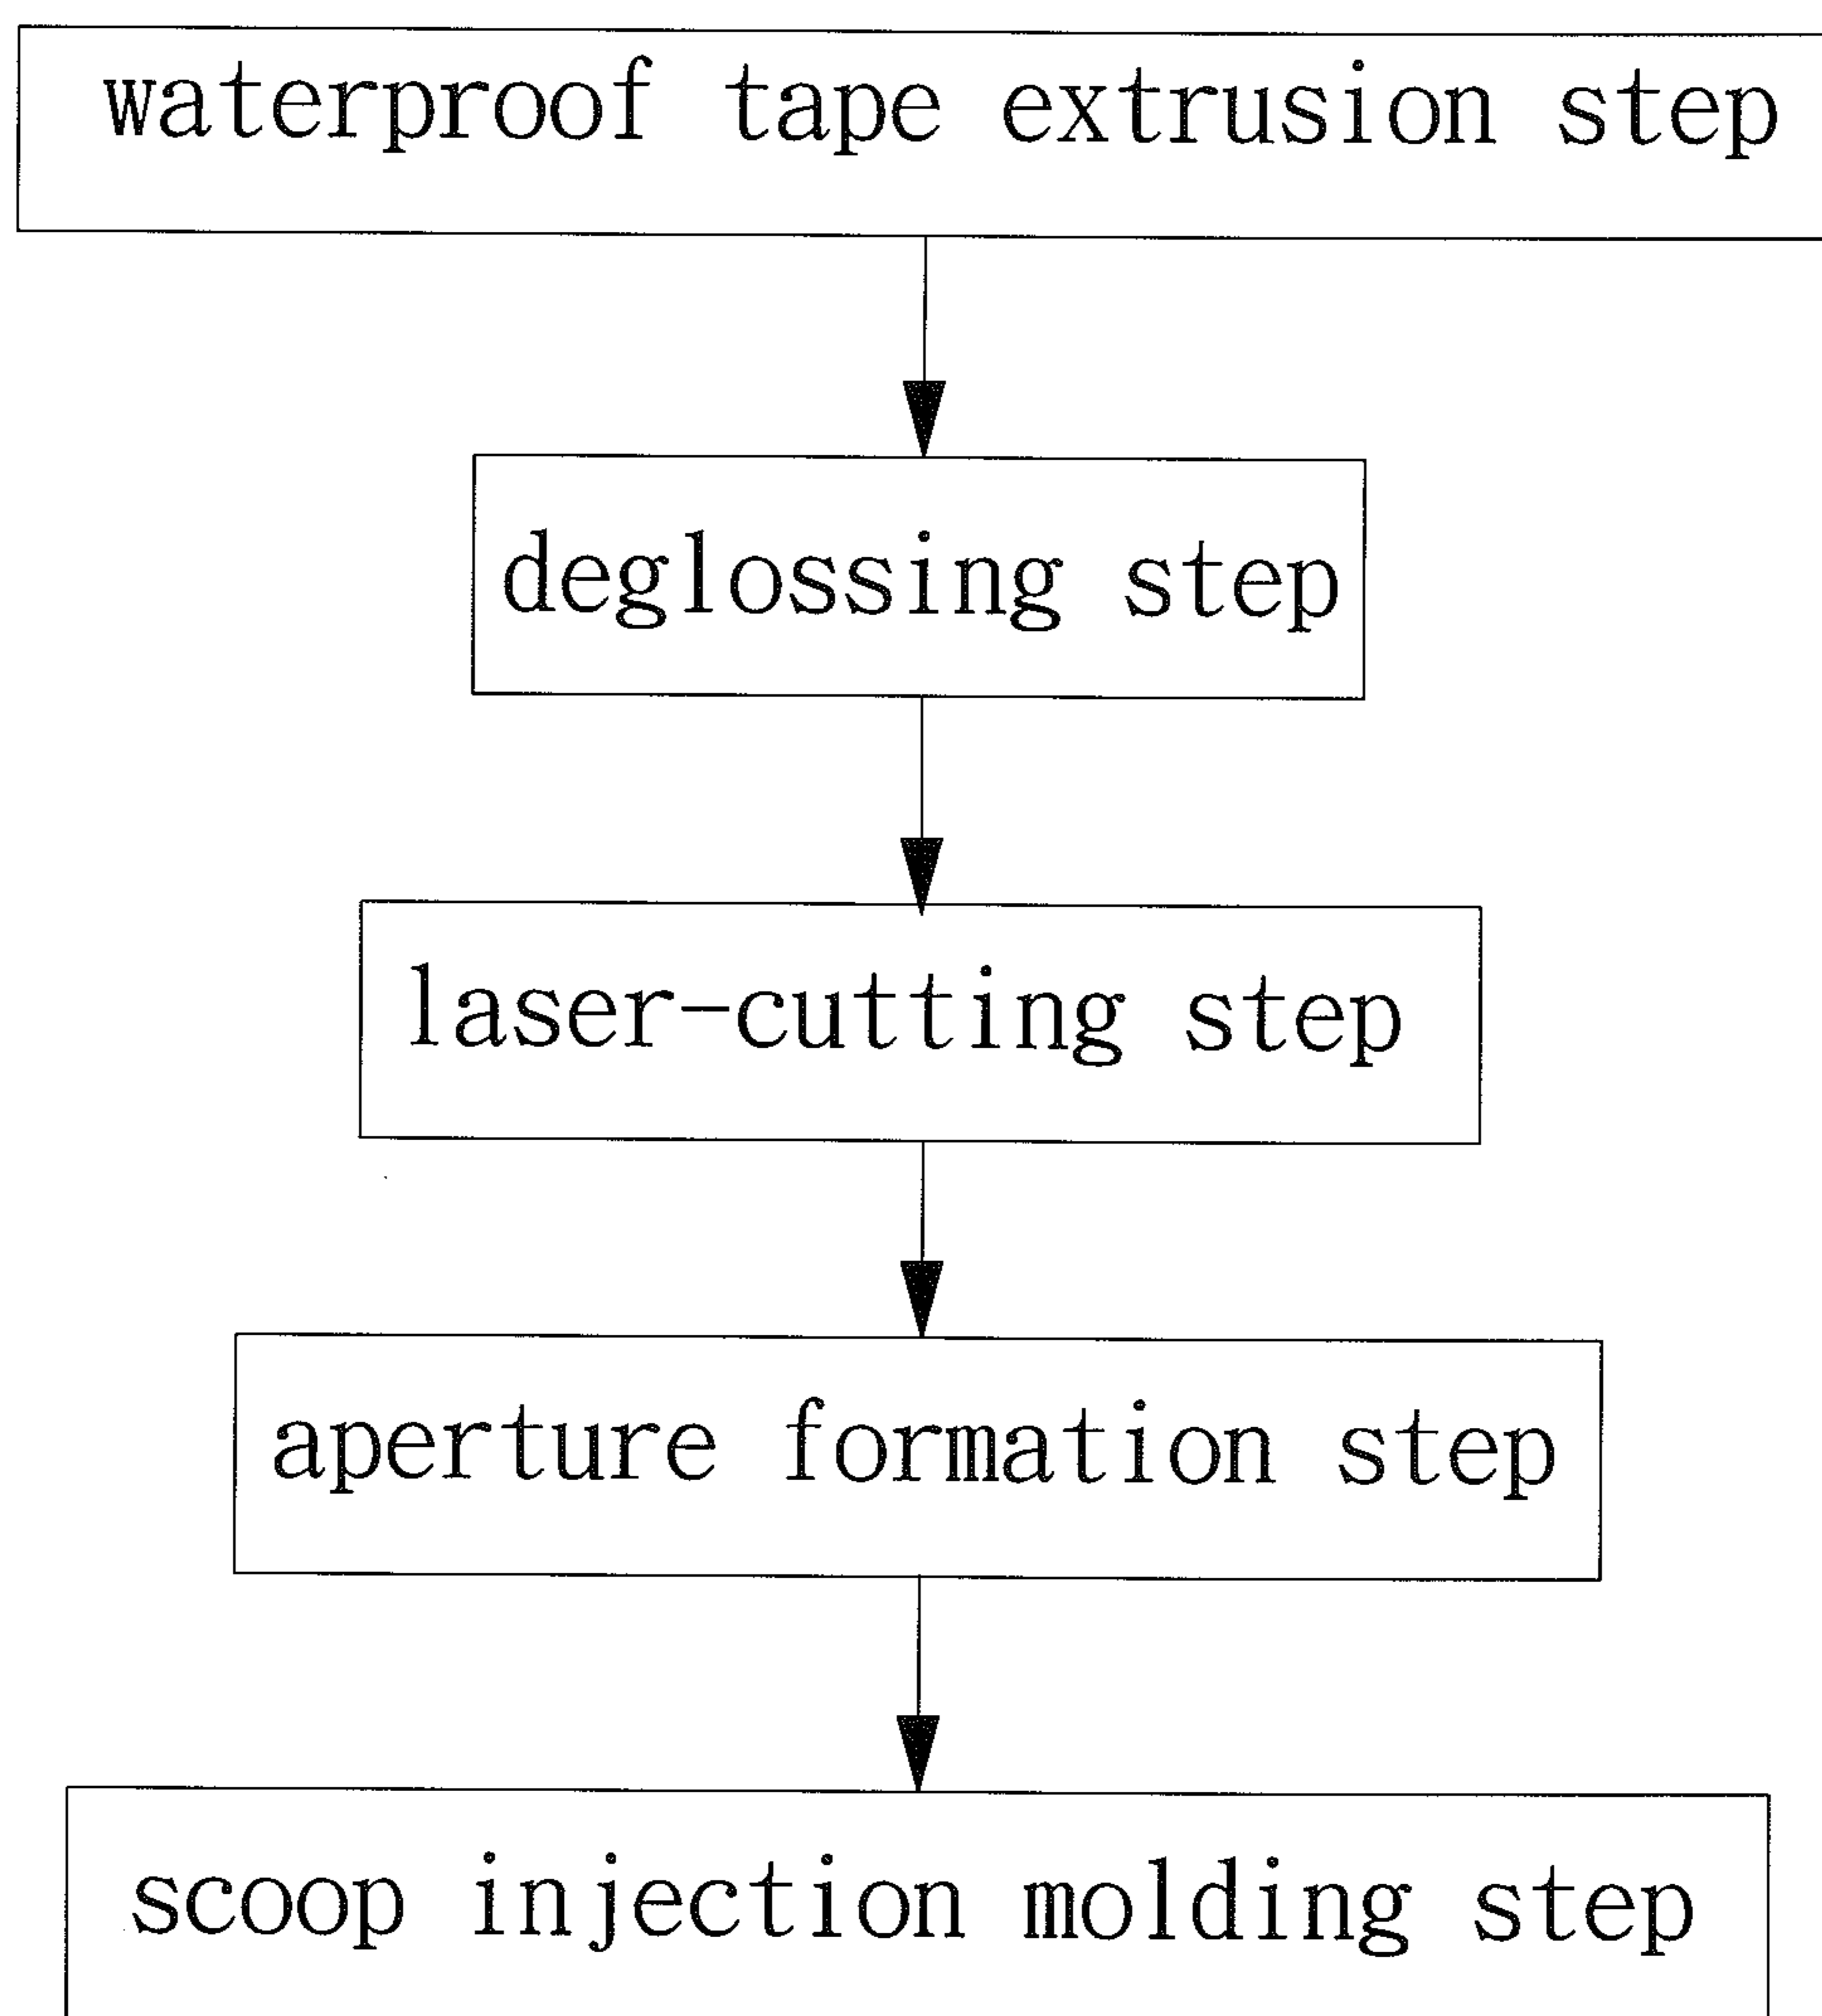 waterproof tape extrusion step
deglossing step
laser-cutting step
aperture formation step
scoop injection molding step